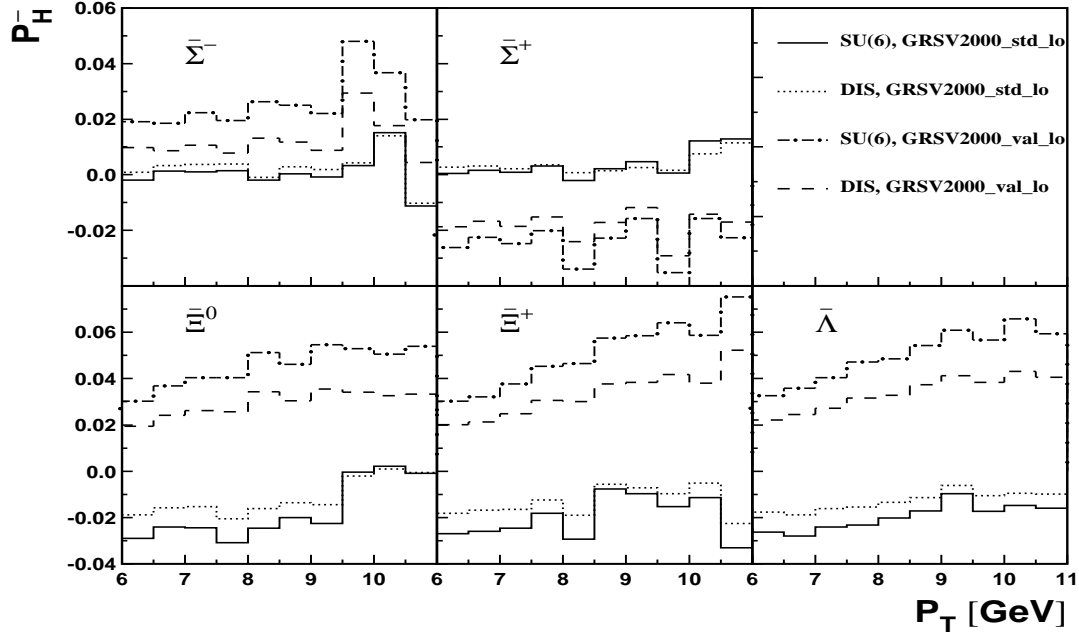 P_H̄
0.06
0.04
0.02
0.0
-0.02
Σ̄⁻
Σ̄⁺
SU(6), GRSV2000_std_lo
DIS, GRSV2000_std_lo
SU(6), GRSV2000_val_lo
DIS, GRSV2000_val_lo
0.06
0.04
0.02
0.0
-0.02
-0.04
Ξ̄⁰
Ξ̄⁺
Λ̄
6 7 8 9 10 6 7 8 9 10 6 7 8 9 10 11
P_T [GeV]